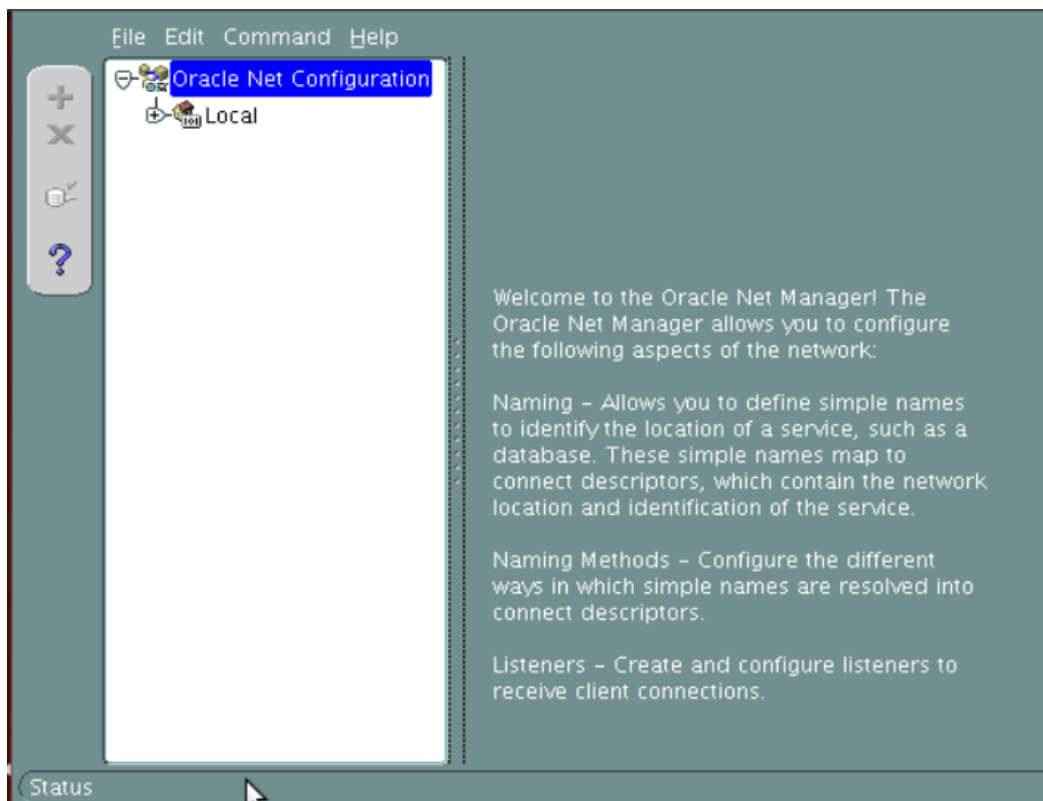 File Edit Command Help
Oracle Net Configuration
Local
Welcome to the Oracle Net Manager! The
Oracle Net Manager allows you to configure
the following aspects of the network:
Naming – Allows you to define simple names
to identify the location of a service, such as a
database. These simple names map to
connect descriptors, which contain the network
location and identification of the service.
Naming Methods – Configure the different
ways in which simple names are resolved into
connect descriptors.
Listeners – Create and configure listeners to
receive client connections.
Status